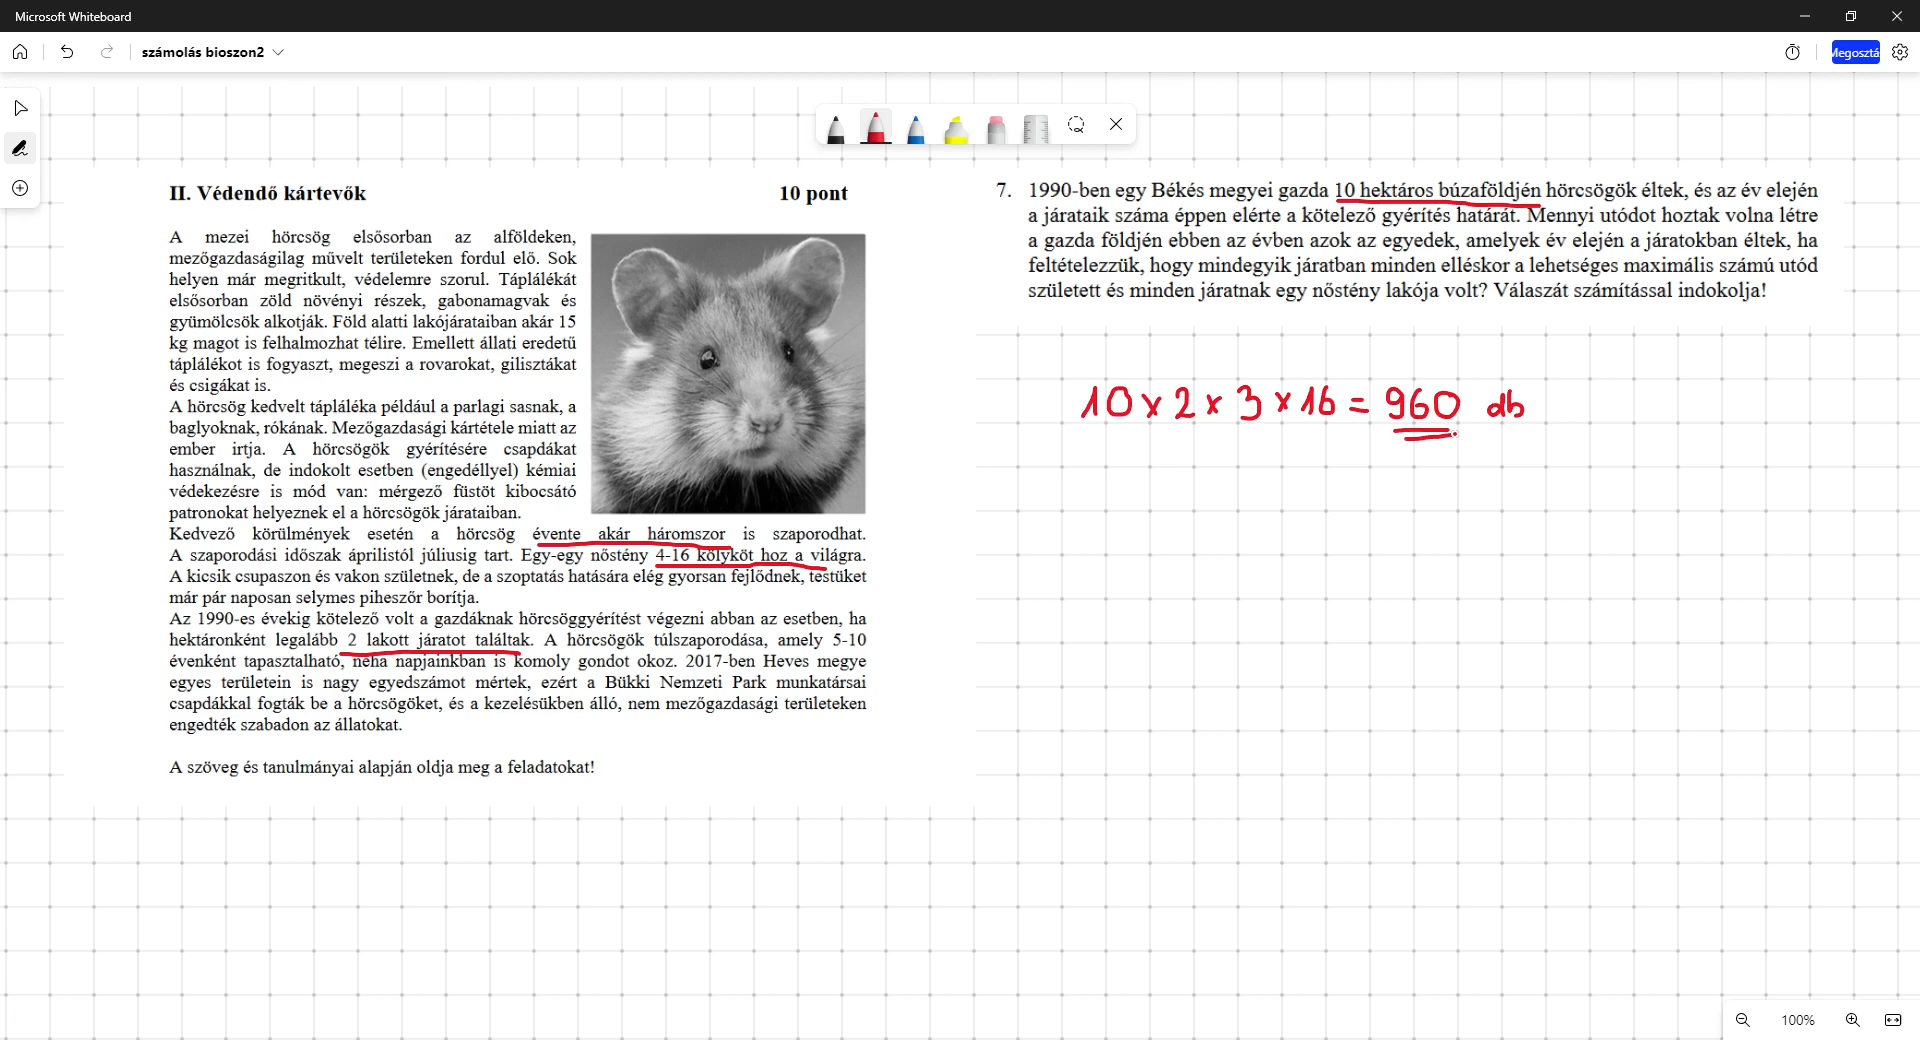 Microsoft Whiteboard
számolás bioszon2
Megosztá
II. Védendő kártevők 10 pont
A mezei hörcsög elsősorban az alföldeken,
mezőgazdaságilag művelt területeken fordul elő. Sok
helyen már megritkult, védelemre szorul. Táplálékát
elsősorban zöld növényi részek, gabonamagvak és
gyümölcsök alkotják. Föld alatti lakójárataiban akár 15
kg magot is felhalmozhat télire. Emellett állati eredetű
táplálékot is fogyaszt, megeszi a rovarokat, gilisztákat
és csigákat is.
A hörcsög kedvelt tápláléka például a parlagi sasnak, a
baglyoknak, rókának. Mezőgazdasági kártétele miatt az
ember irtja. A hörcsögök gyérítésére csapdákat
használnak, de indokolt esetben (engedéllyel) kémiai
védekezésre is mód van: mérgező füstöt kibocsátó
patronokat helyeznek el a hörcsögök járataiban.
Kedvező körülmények esetén a hörcsög évente akár háromszor is szaporodhat.
A szaporodási időszak áprilistól júliusig tart. Egy-egy nőstény 4-16 kölyköt hoz a világra.
A kicsik csupaszon és vakon születnek, de a szoptatás hatására elég gyorsan fejlődnek, testüket
már pár naposan selymes piheszőr borítja.
Az 1990-es évekig kötelező volt a gazdáknak hörcsöggyérítést végezni abban az esetben, ha
hektáronként legalább 2 lakott járatot találtak. A hörcsögök túlszaporodása, amely 5-10
évenként tapasztalható, néha napjainkban is komoly gondot okoz. 2017-ben Heves megye
egyes területein is nagy egyedszámot mértek, ezért a Bükki Nemzeti Park munkatársai
csapdákkal fogták be a hörcsögöket, és a kezelésükben álló, nem mezőgazdasági területeken
engedték szabadon az állatokat.
A szöveg és tanulmányai alapján oldja meg a feladatokat!
7. 1990-ben egy Békés megyei gazda 10 hektáros búzaföldjén hörcsögök éltek, és az év elején
a járataik száma éppen elérte a kötelező gyérítés határát. Mennyi utódot hoztak volna létre
a gazda földjén ebben az évben azok az egyedek, amelyek év elején a járatokban éltek, ha
feltételezzük, hogy mindegyik járatban minden elléskor a lehetséges maximális számú utód
született és minden járatnak egy nőstény lakója volt? Válaszát számítással indokolja!
10 x 2 x 3 x 16 = 960 db
100%